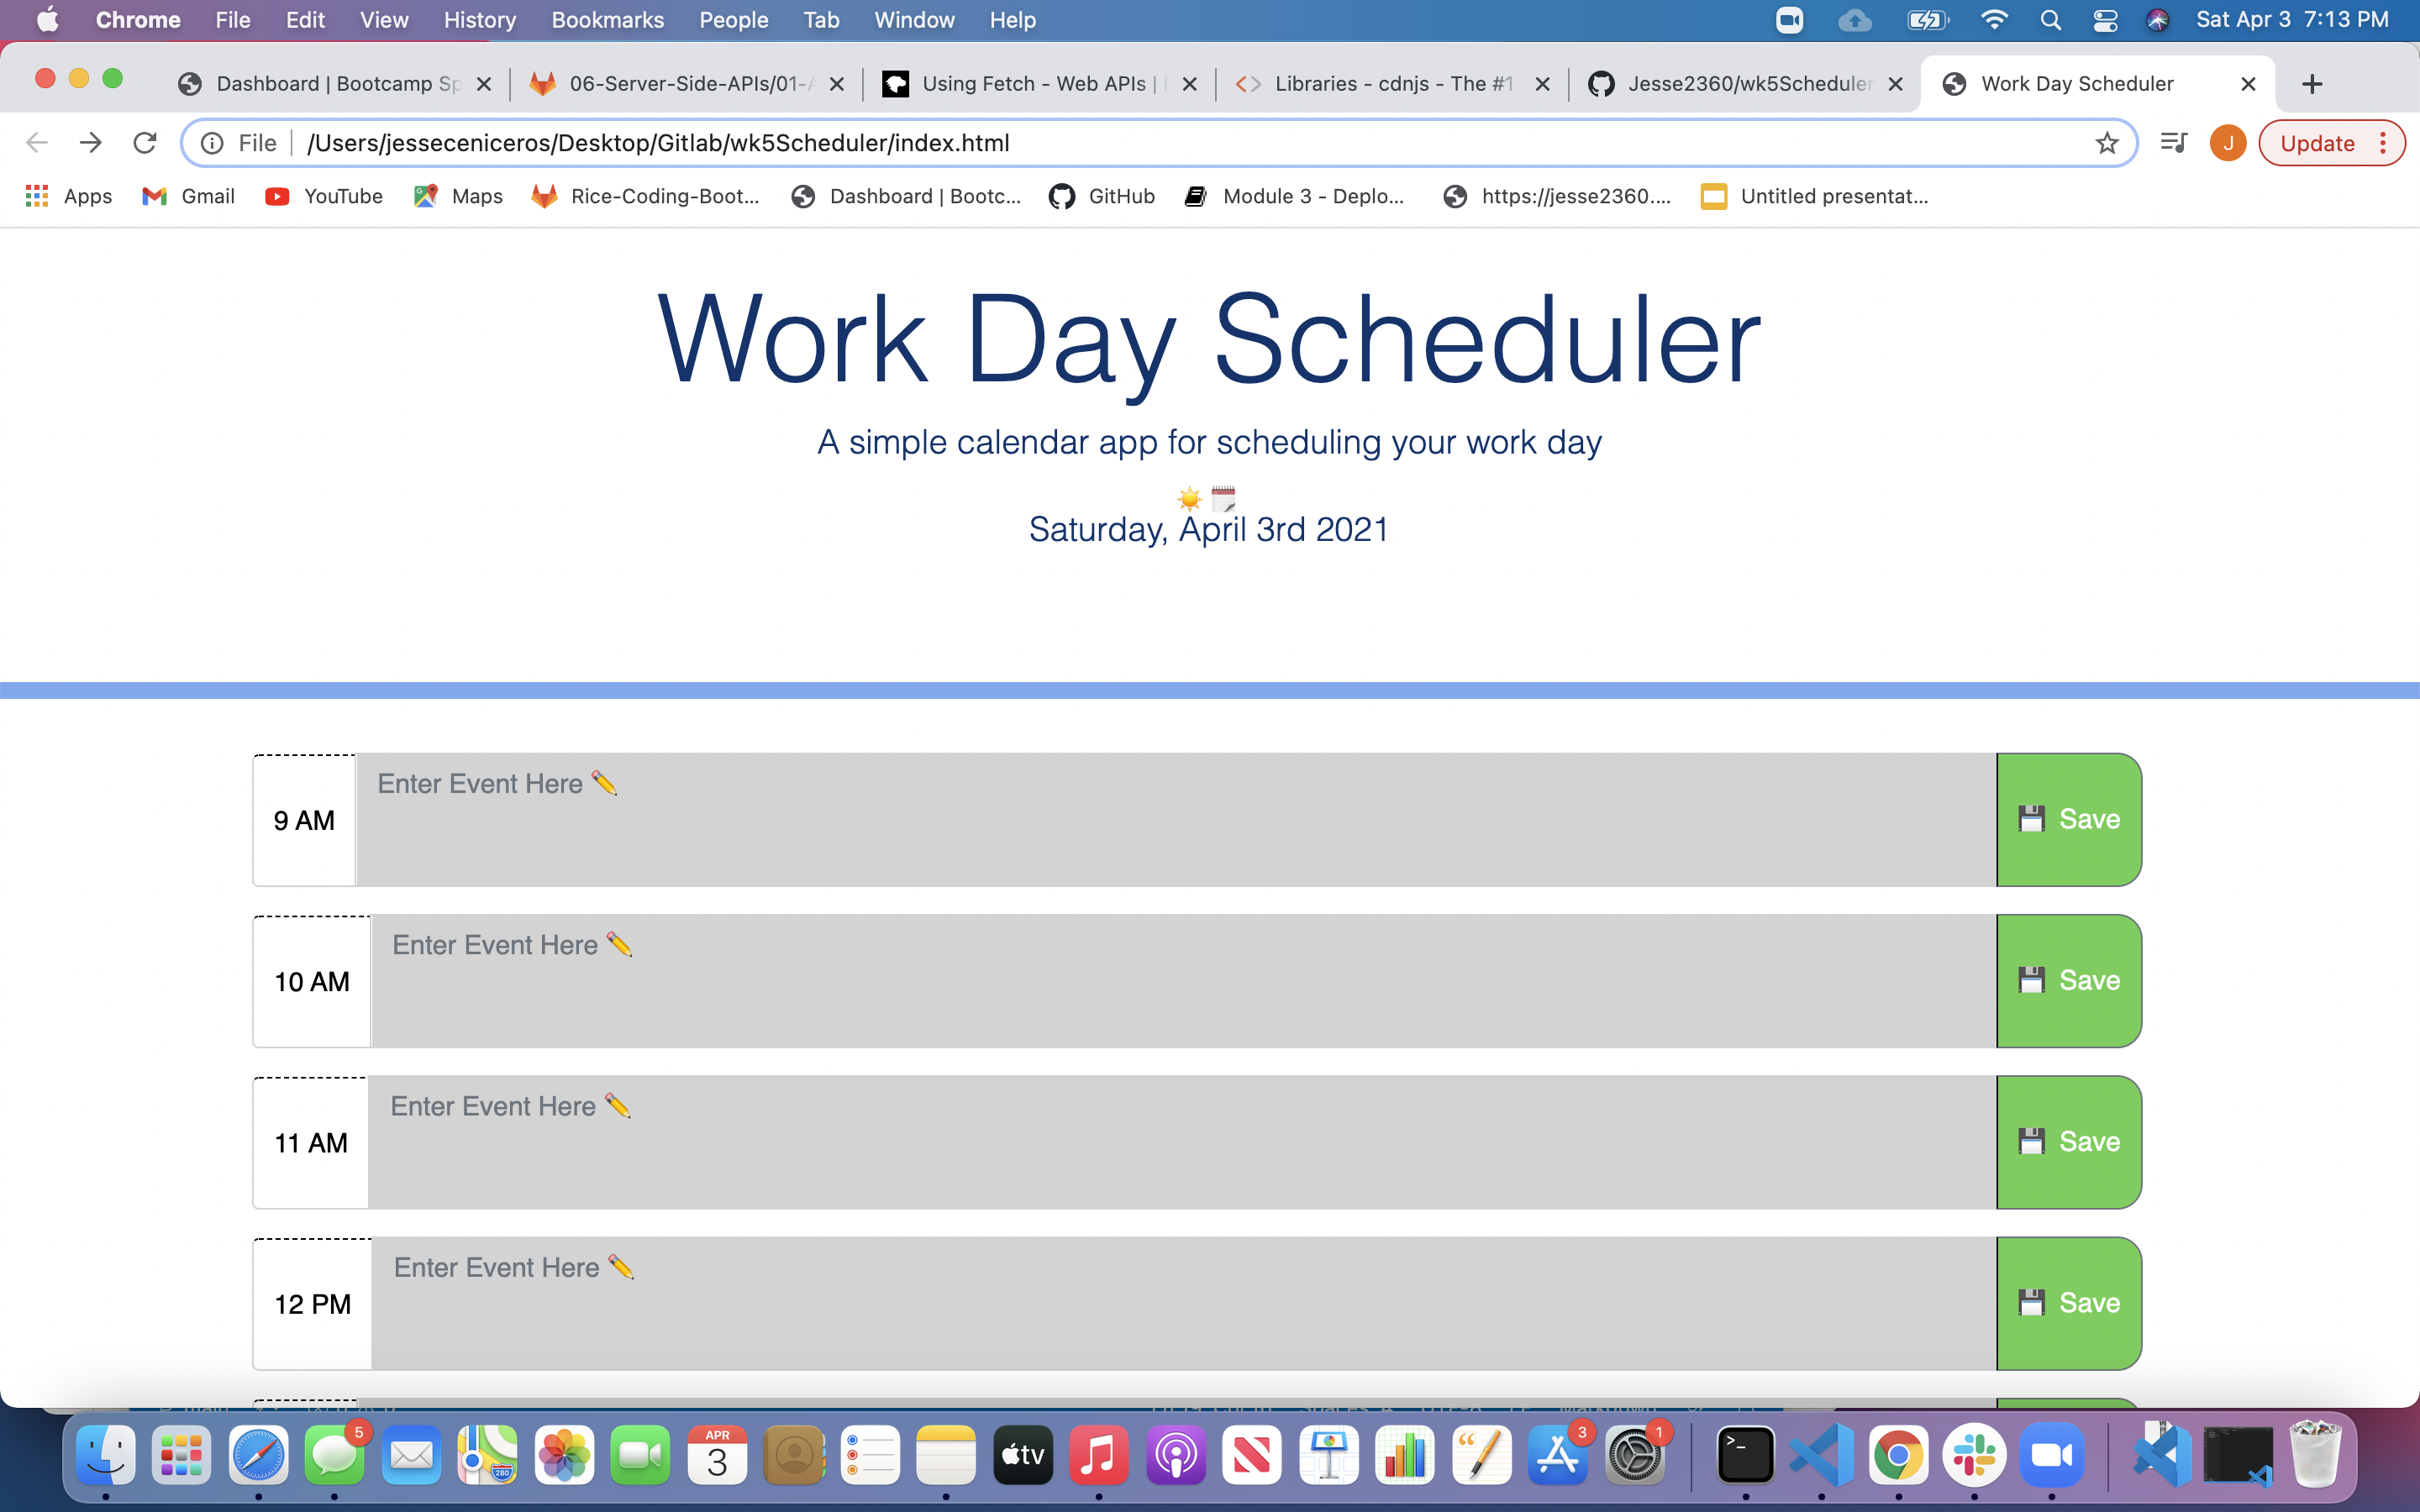 Chrome File Edit View History Bookmarks People Tab Window Help Sat Apr 3 7:13 PM
Dashboard | Bootcamp Sp 06-Server-Side-APIs/01- Using Fetch - Web APIs | Libraries - cdnjs - The #1 Jesse2360/wk5Scheduler Work Day Scheduler
File /Users/jesseceniceros/Desktop/Gitlab/wk5Scheduler/index.html J Update
Apps Gmail YouTube Maps Rice-Coding-Boot... Dashboard | Bootc... GitHub Module 3 - Deplo... https://jesse2360.... Untitled presentat...
Work Day Scheduler
A simple calendar app for scheduling your work day
☀️🗓️
Saturday, April 3rd 2021
9 AM Enter Event Here ✏️ 💾 Save
10 AM Enter Event Here ✏️ 💾 Save
11 AM Enter Event Here ✏️ 💾 Save
12 PM Enter Event Here ✏️ 💾 Save
5 280 APR 3 tv 3 1 >_